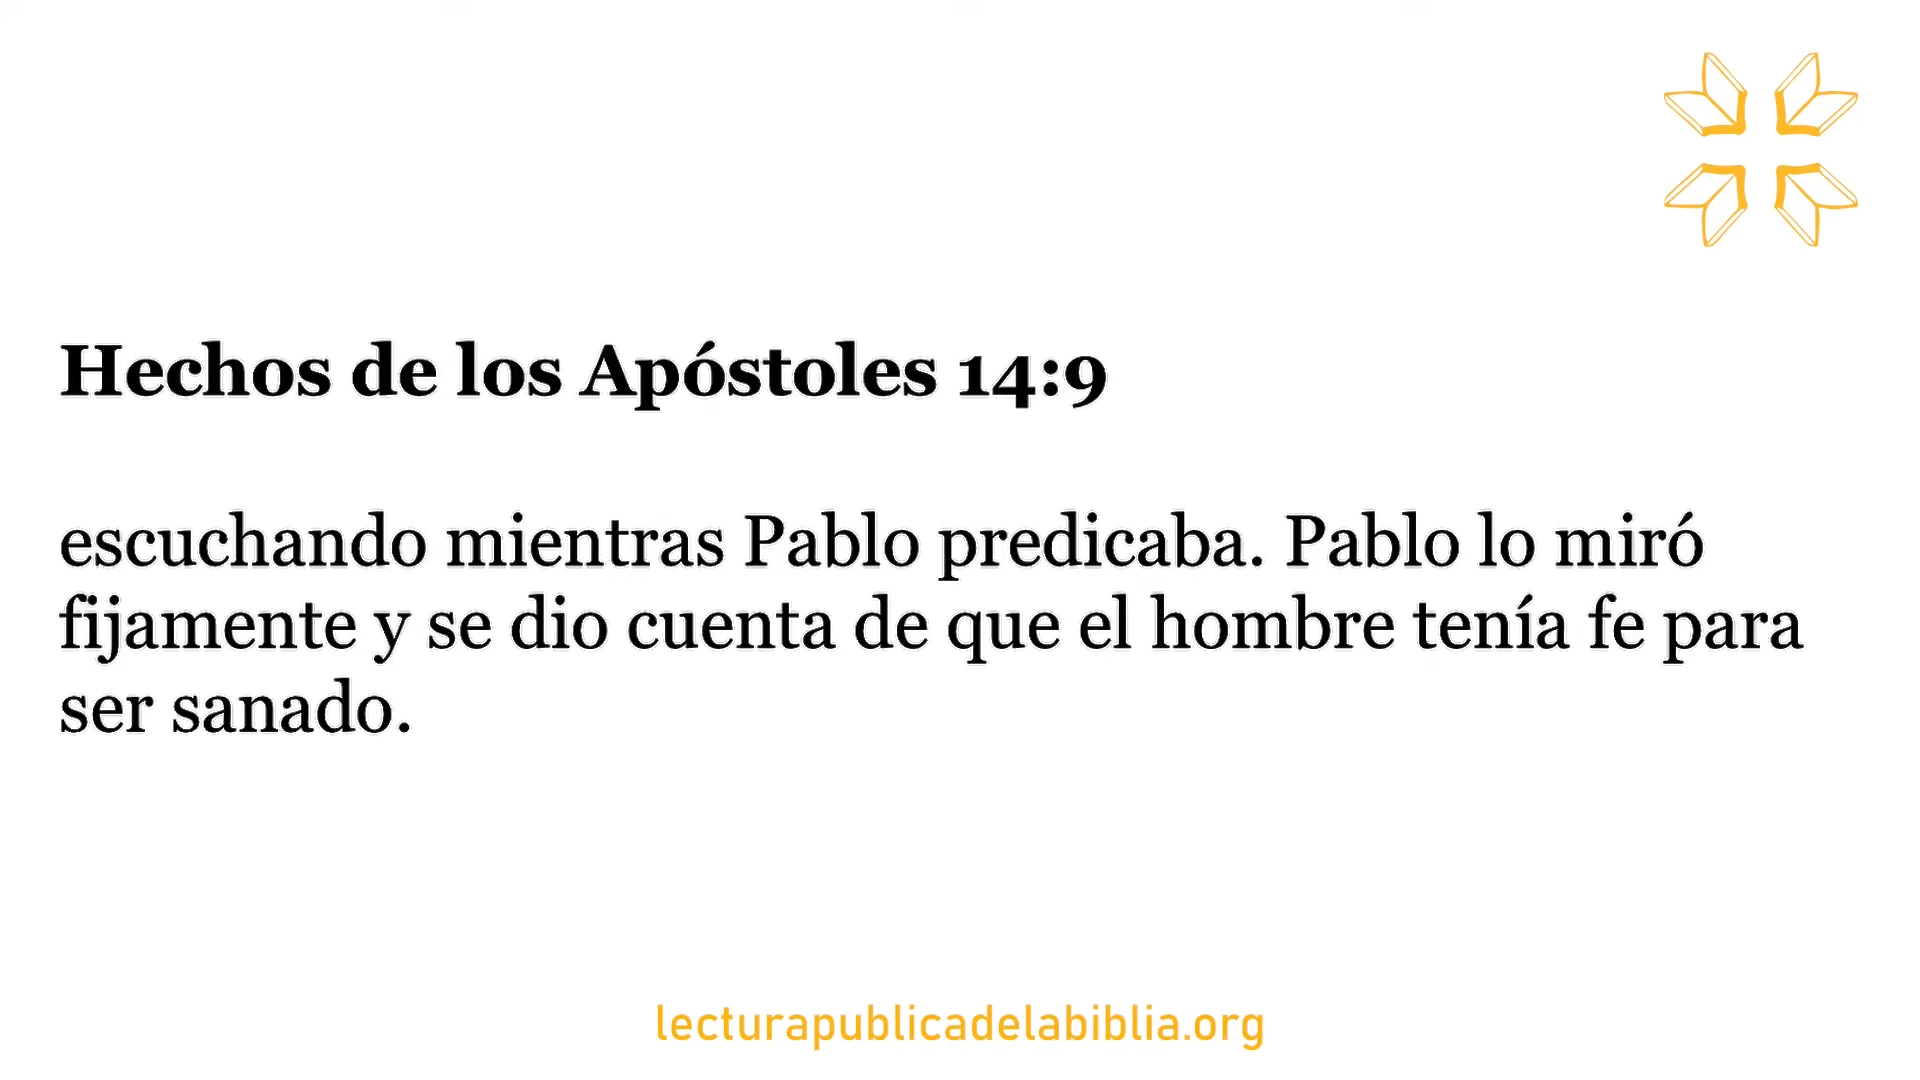 Hechos de los Apóstoles 14:9
escuchando mientras Pablo predicaba. Pablo lo miró
fijamente y se dio cuenta de que el hombre tenía fe para
ser sanado.
lecturapublicadelabiblia.org